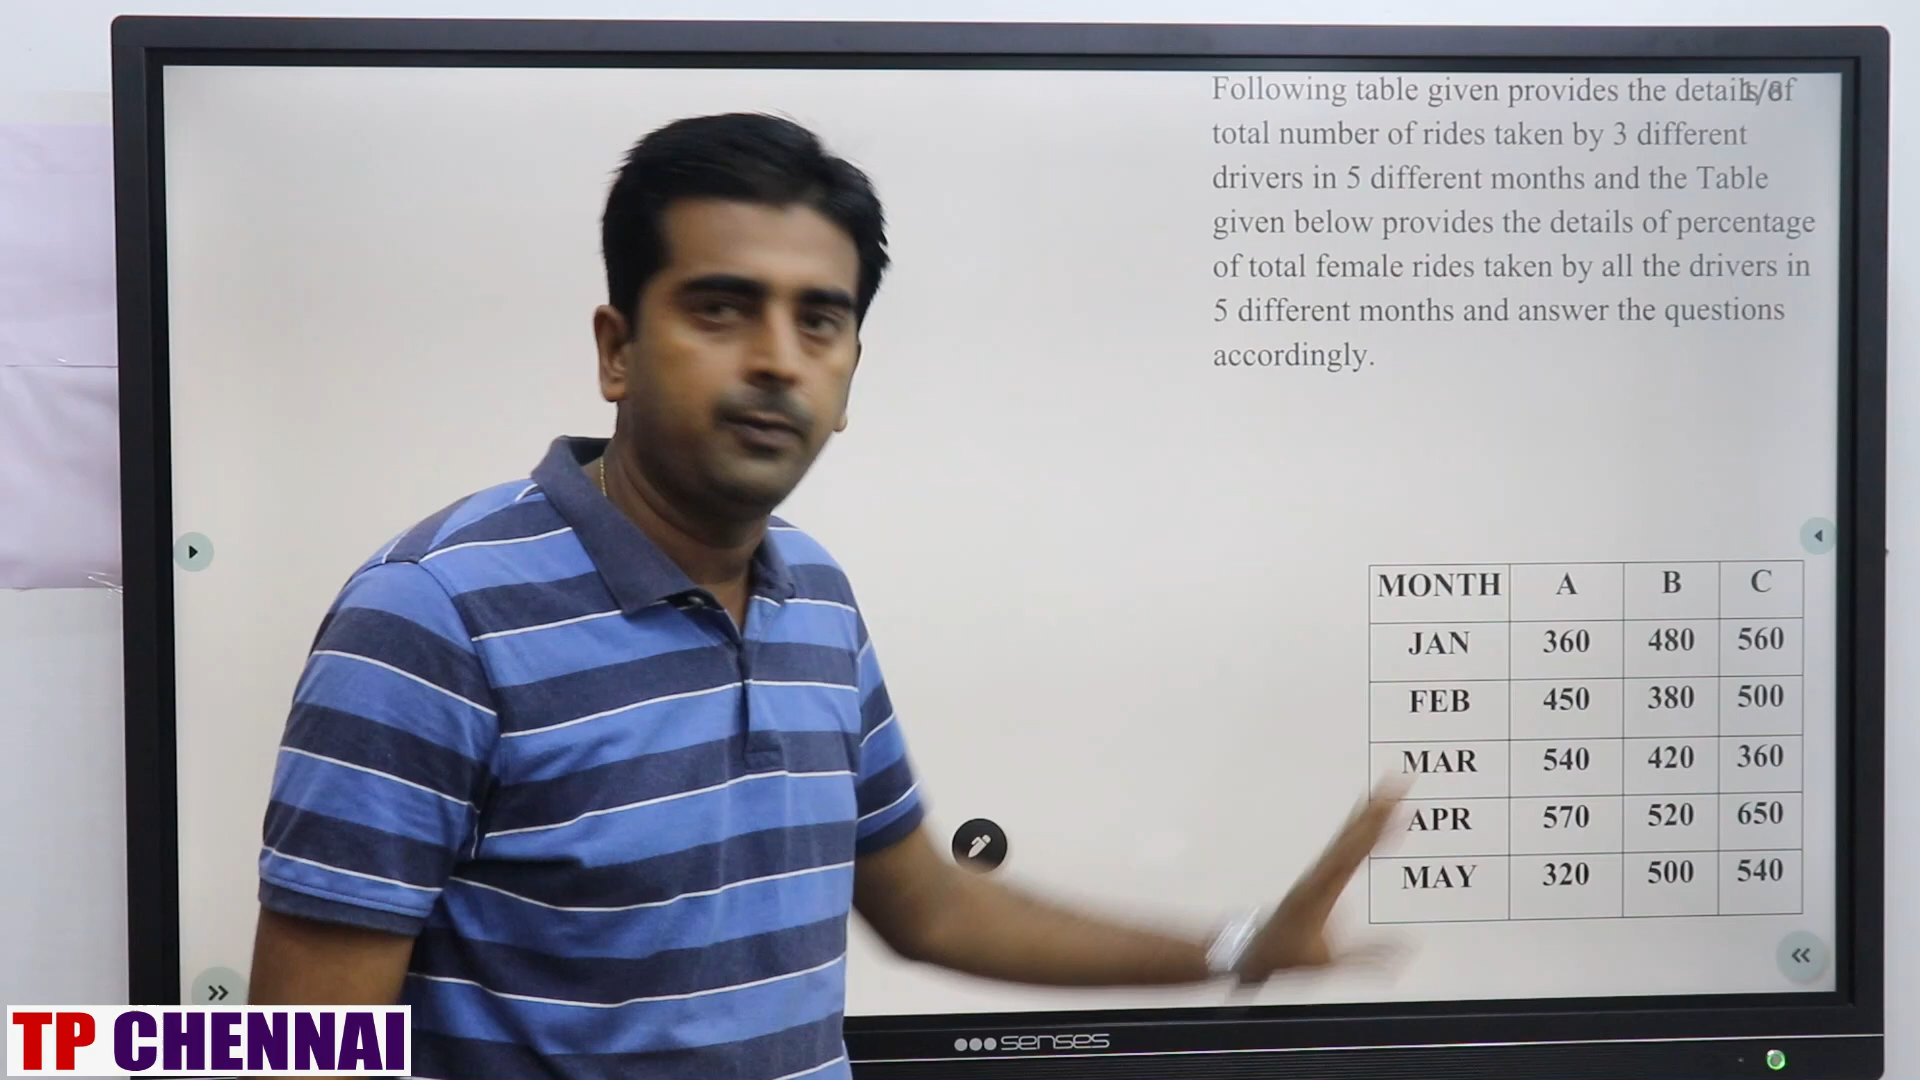 Following table given provides the details of
1/8
total number of rides taken by 3 different
drivers in 5 different months and the Table
given below provides the details of percentage
of total female rides taken by all the drivers in
5 different months and answer the questions
accordingly.
MONTH A B C
JAN 360 480 560
FEB 450 380 500
MAR 540 420 360
APR 570 520 650
MAY 320 500 540
TP CHENNAI
senses